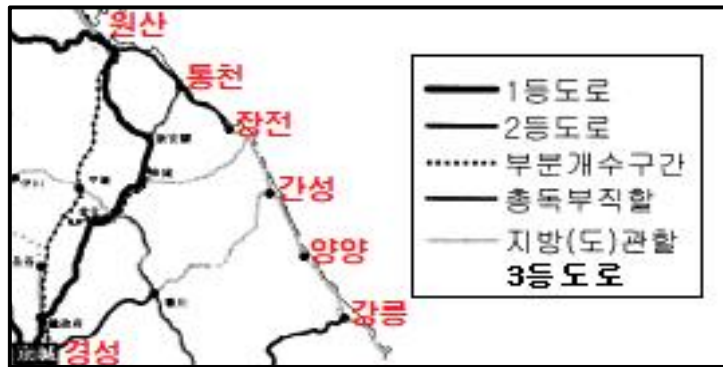 원산
통천
장전
간성
양양
강릉
경성
京城
1등도로
2등도로
부분개수구간
총독부직할
지방(도)관할
3등도로